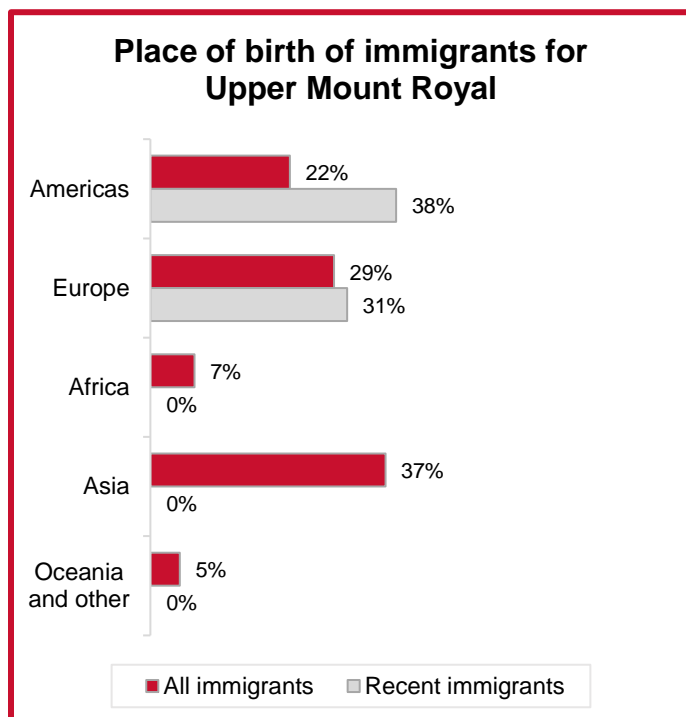 Place of birth of immigrants for
Upper Mount Royal
Americas
22%
38%
Europe
29%
31%
Africa
7%
0%
Asia
37%
0%
Oceania
and other
5%
0%
All immigrants
Recent immigrants